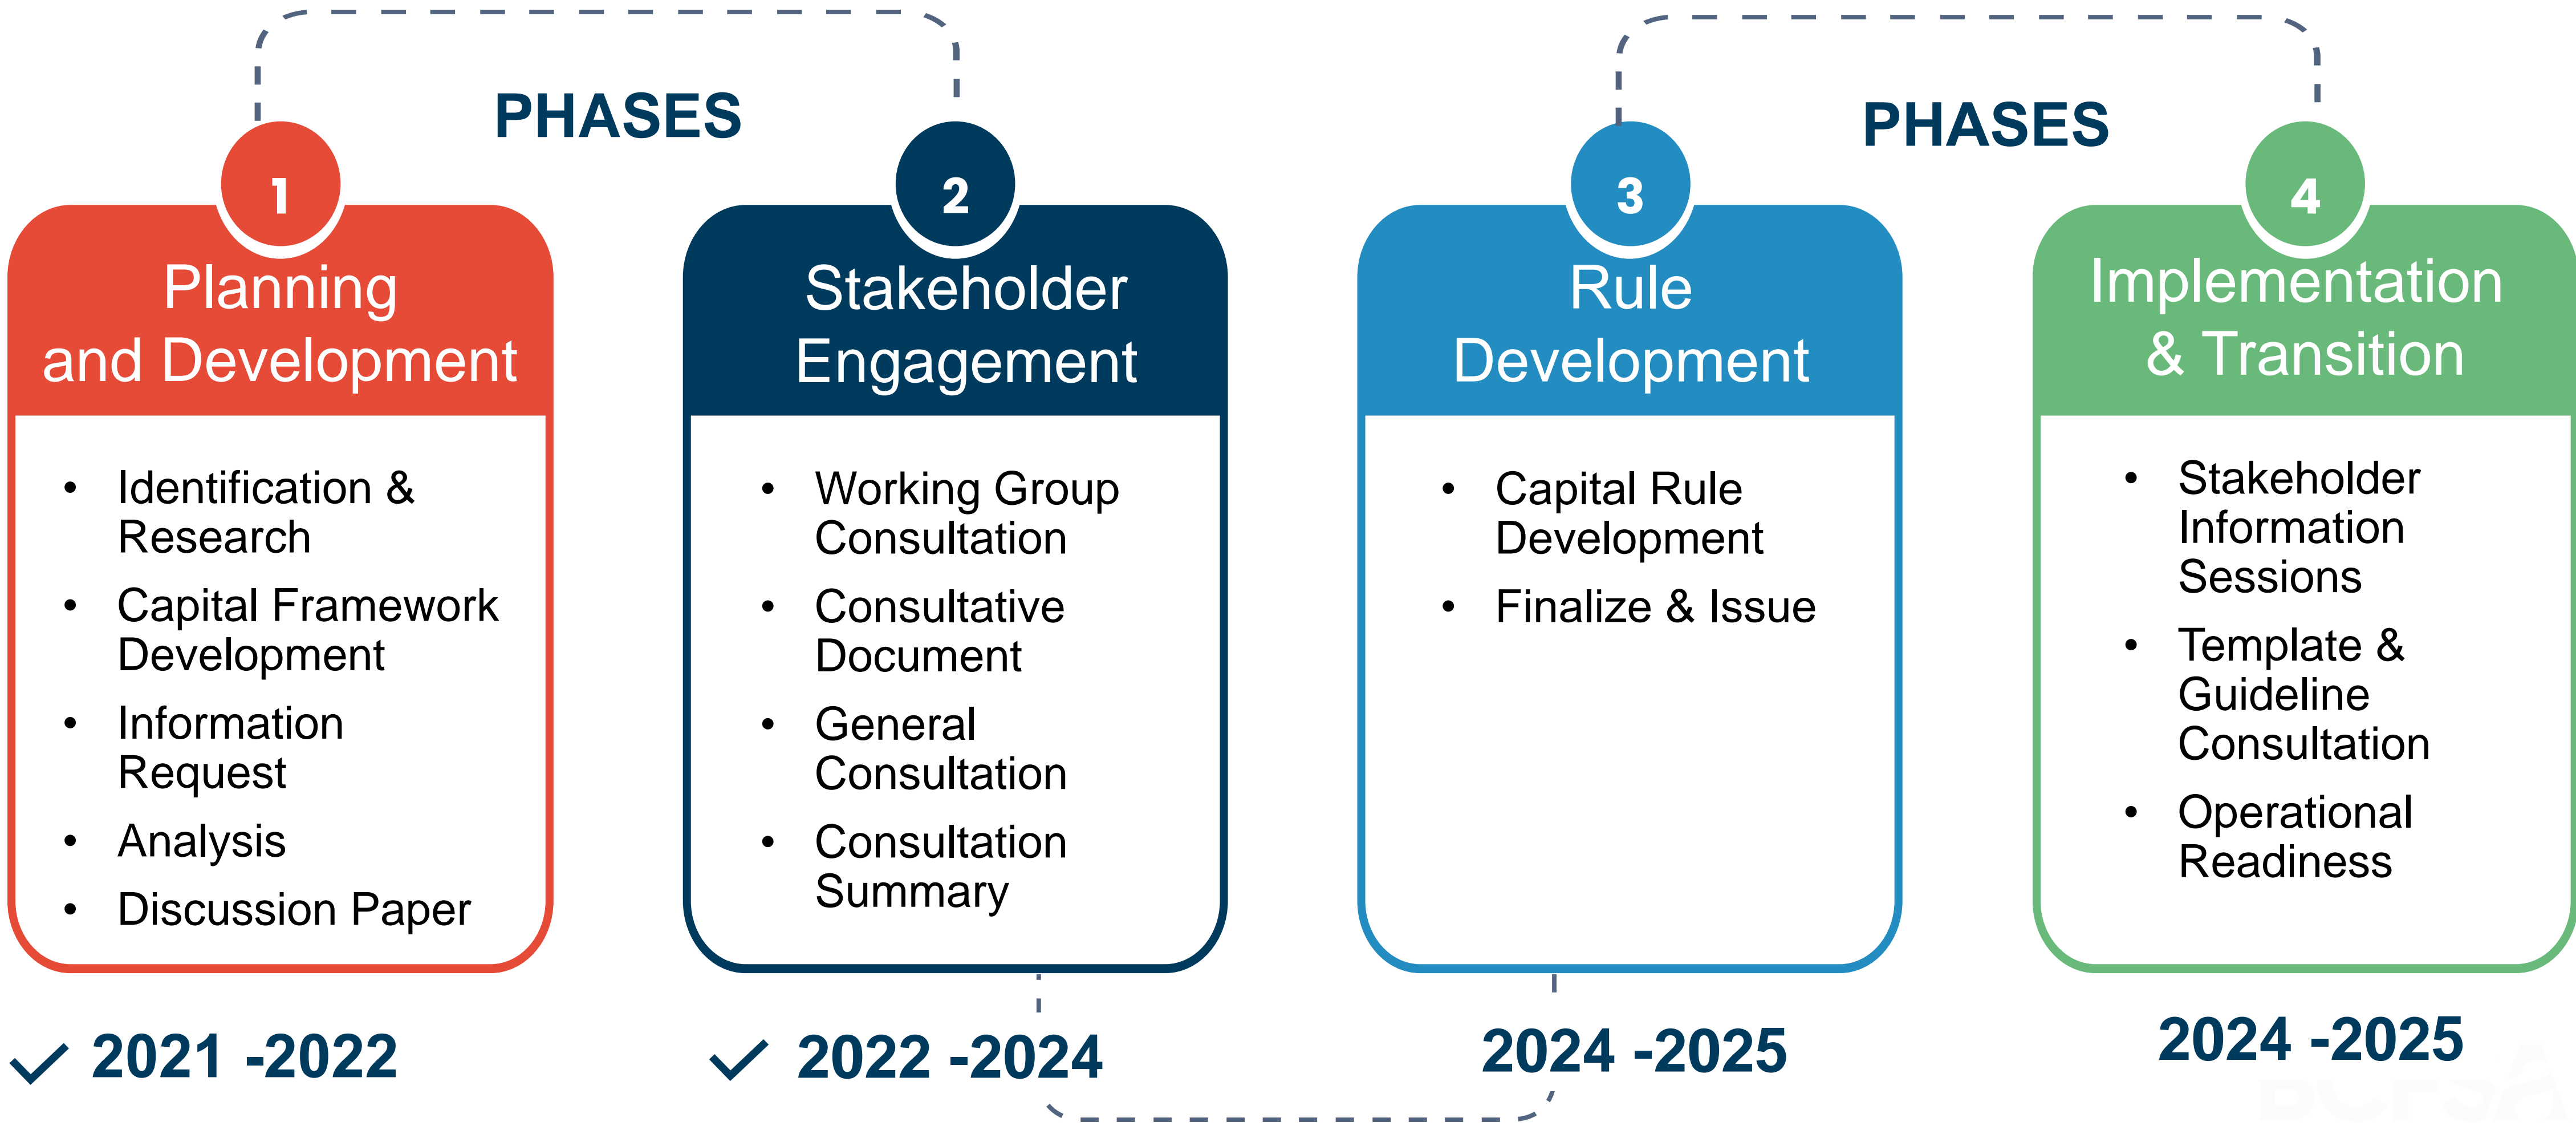 PHASES
PHASES
1
Planning
and Development
• Identification &
Research
• Capital Framework
Development
• Information
Request
• Analysis
• Discussion Paper
2021 -2022
2
Stakeholder
Engagement
• Working Group
Consultation
• Consultative
Document
• General
Consultation
• Consultation
Summary
2022 -2024
3
Rule
Development
• Capital Rule
Development
• Finalize & Issue
2024 -2025
4
Implementation
& Transition
• Stakeholder
Information
Sessions
• Template &
Guideline
Consultation
• Operational
Readiness
2024 -2025